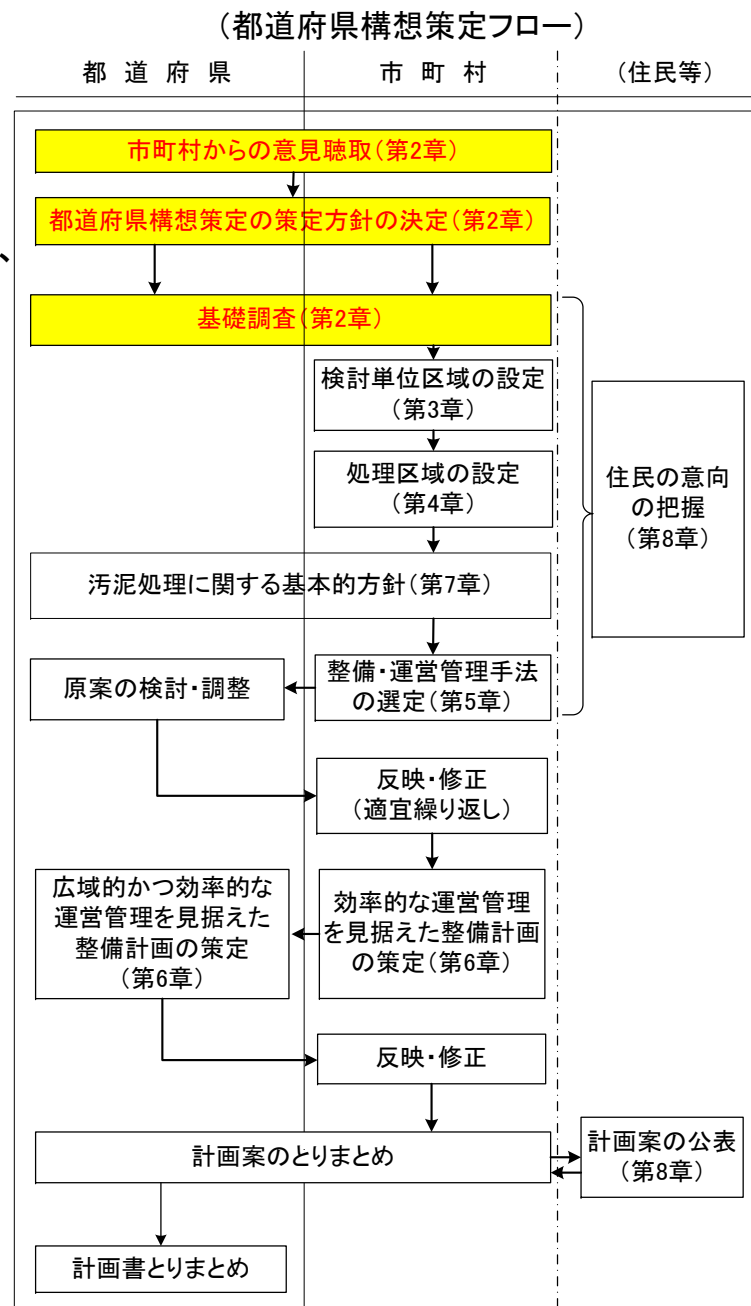 （都道府県構想策定フロー）
都 道 府 県
市 町 村
（住民等）
市町村からの意見聴取（第2章）
都道府県構想策定の策定方針の決定（第2章）
、
基礎調査（第2章）
検討単位区域の設定
（第3章）
処理区域の設定
（第4章）
住民の意向
の把握
（第8章）
汚泥処理に関する基本的方針（第7章）
整備・運営管理手法
の選定（第5章）
原案の検討・調整
反映・修正
（適宜繰り返し）
広域的かつ効率的な
運営管理を見据えた
整備計画の策定
（第6章）
効率的な運営管理
を見据えた整備計画
の策定（第6章）
反映・修正
計画案のとりまとめ
計画案の公表
（第8章）
計画書とりまとめ